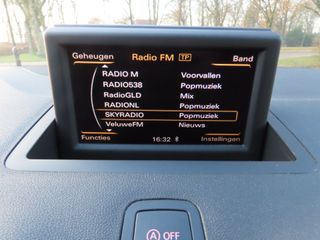 Geheugen Radio FM TP Band
RADIO M Voorvallen
RADIO538 Popmuziek
RadioGLD Mix
RADIONL Popmuziek
SKYRADIO Popmuziek
VeluweFM Nieuws
Functies 16:32 Instellingen
A OFF